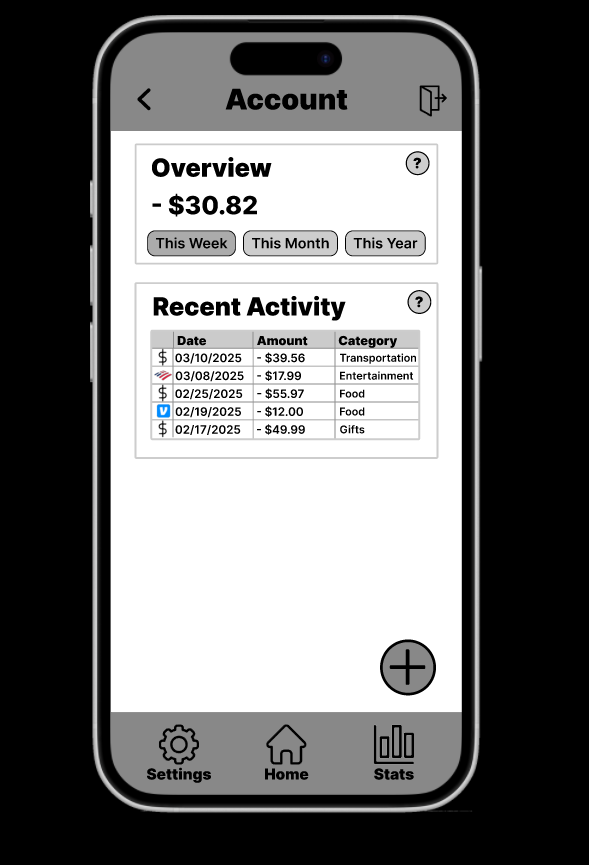 Account
Overview
?
- $30.82
This Week This Month This Year
Recent Activity
?
Date Amount Category
$ 03/10/2025 - $39.56 Transportation
03/08/2025 - $17.99 Entertainment
$ 02/25/2025 - $55.97 Food
V 02/19/2025 - $12.00 Food
$ 02/17/2025 - $49.99 Gifts
Settings Home Stats